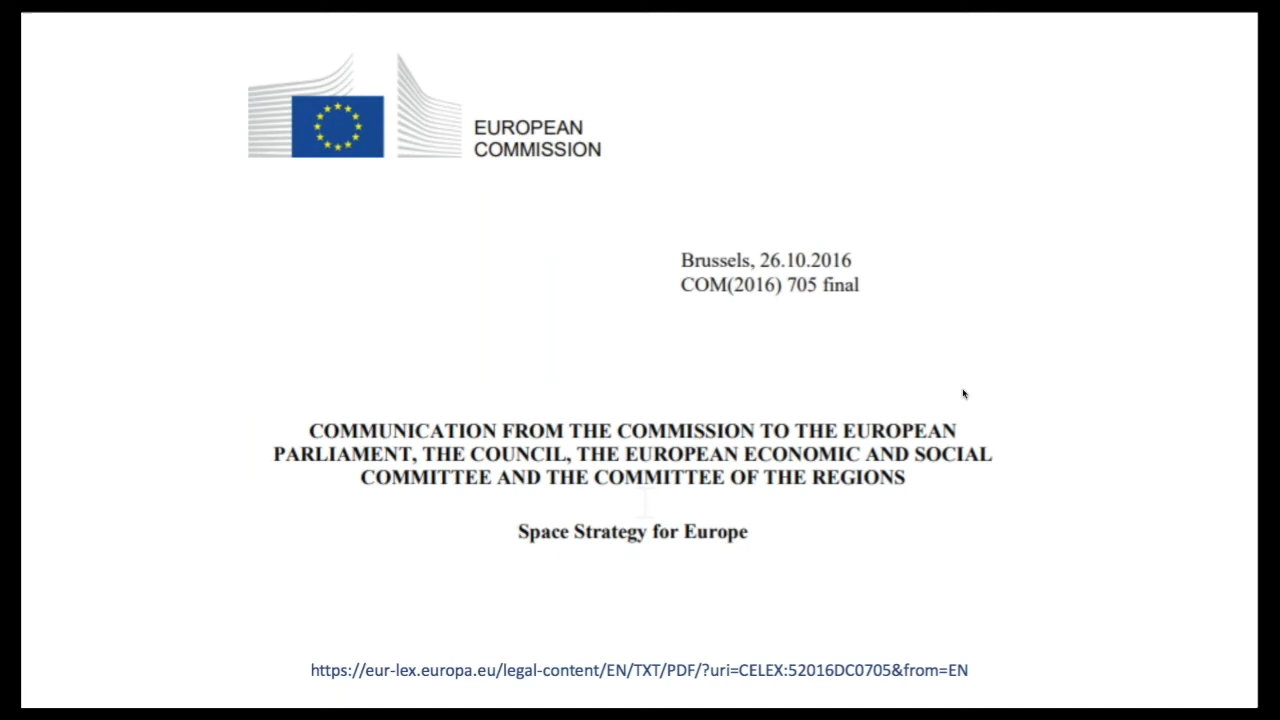 EUROPEAN
COMMISSION
Brussels, 26.10.2016
COM(2016) 705 final
COMMUNICATION FROM THE COMMISSION TO THE EUROPEAN
PARLIAMENT, THE COUNCIL, THE EUROPEAN ECONOMIC AND SOCIAL
COMMITTEE AND THE COMMITTEE OF THE REGIONS
Space Strategy for Europe
https://eur-lex.europa.eu/legal-content/EN/TXT/PDF/?uri=CELEX:52016DC0705&from=EN